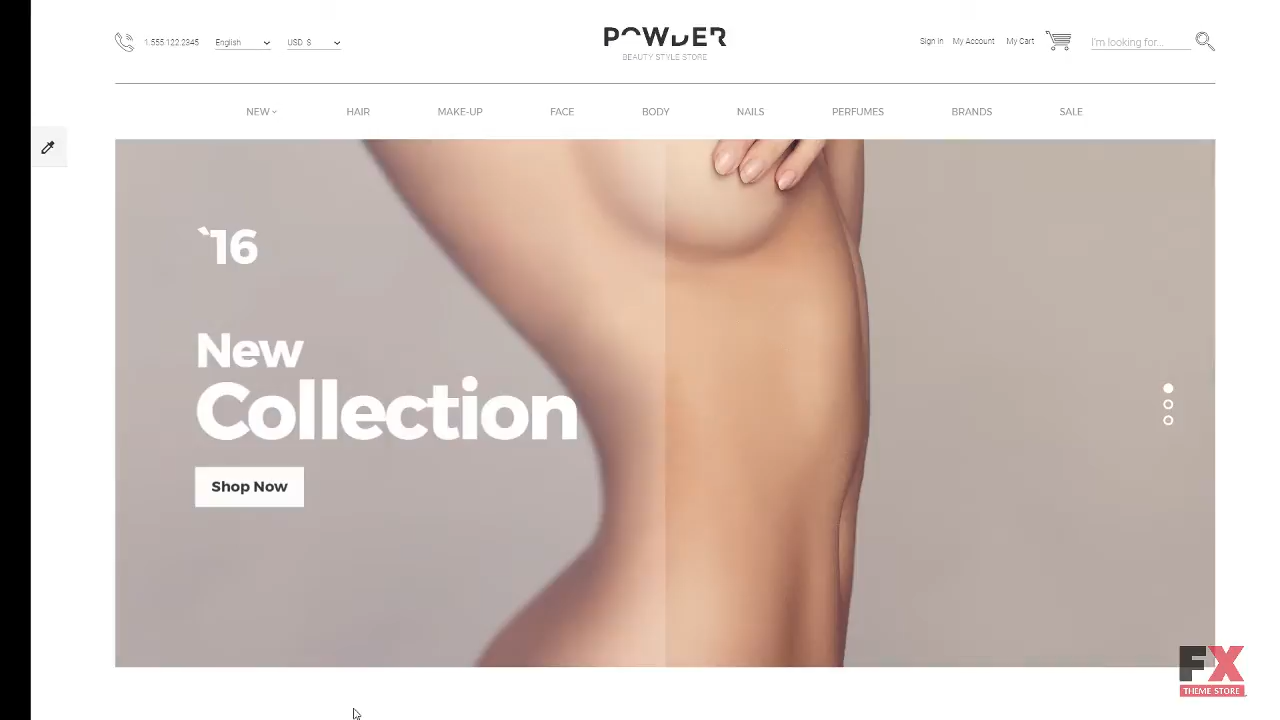 1.555.122.2345
English
USD $
POWDER
BEAUTY STYLE STORE
Sign in
My Account
My Cart
I'm looking for...
NEW
HAIR
MAKE-UP
FACE
BODY
NAILS
PERFUMES
BRANDS
SALE
`16
New
Collection
Shop Now
FX
THEME STORE